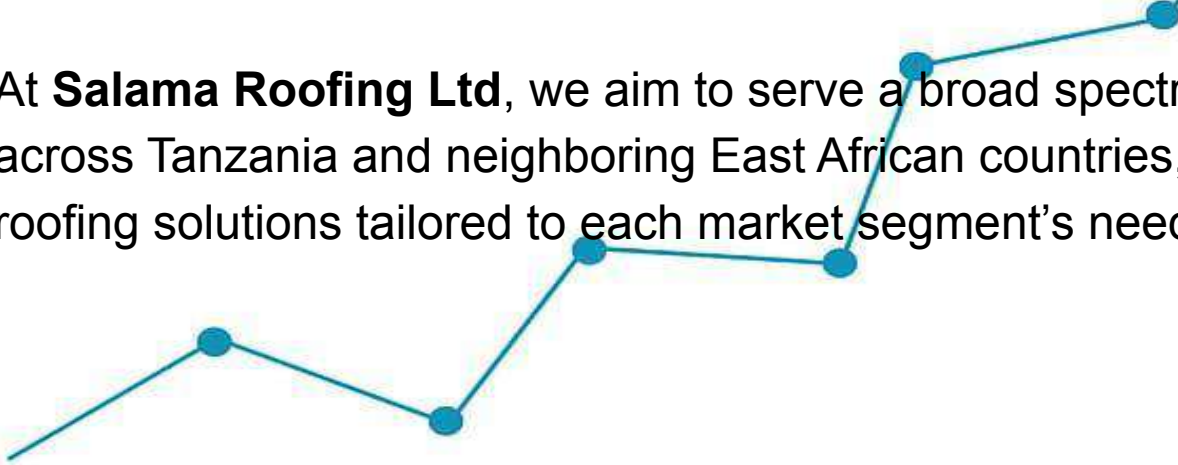 At Salama Roofing Ltd, we aim to serve a broad spectr
across Tanzania and neighboring East African countries,
roofing solutions tailored to each market segment's need